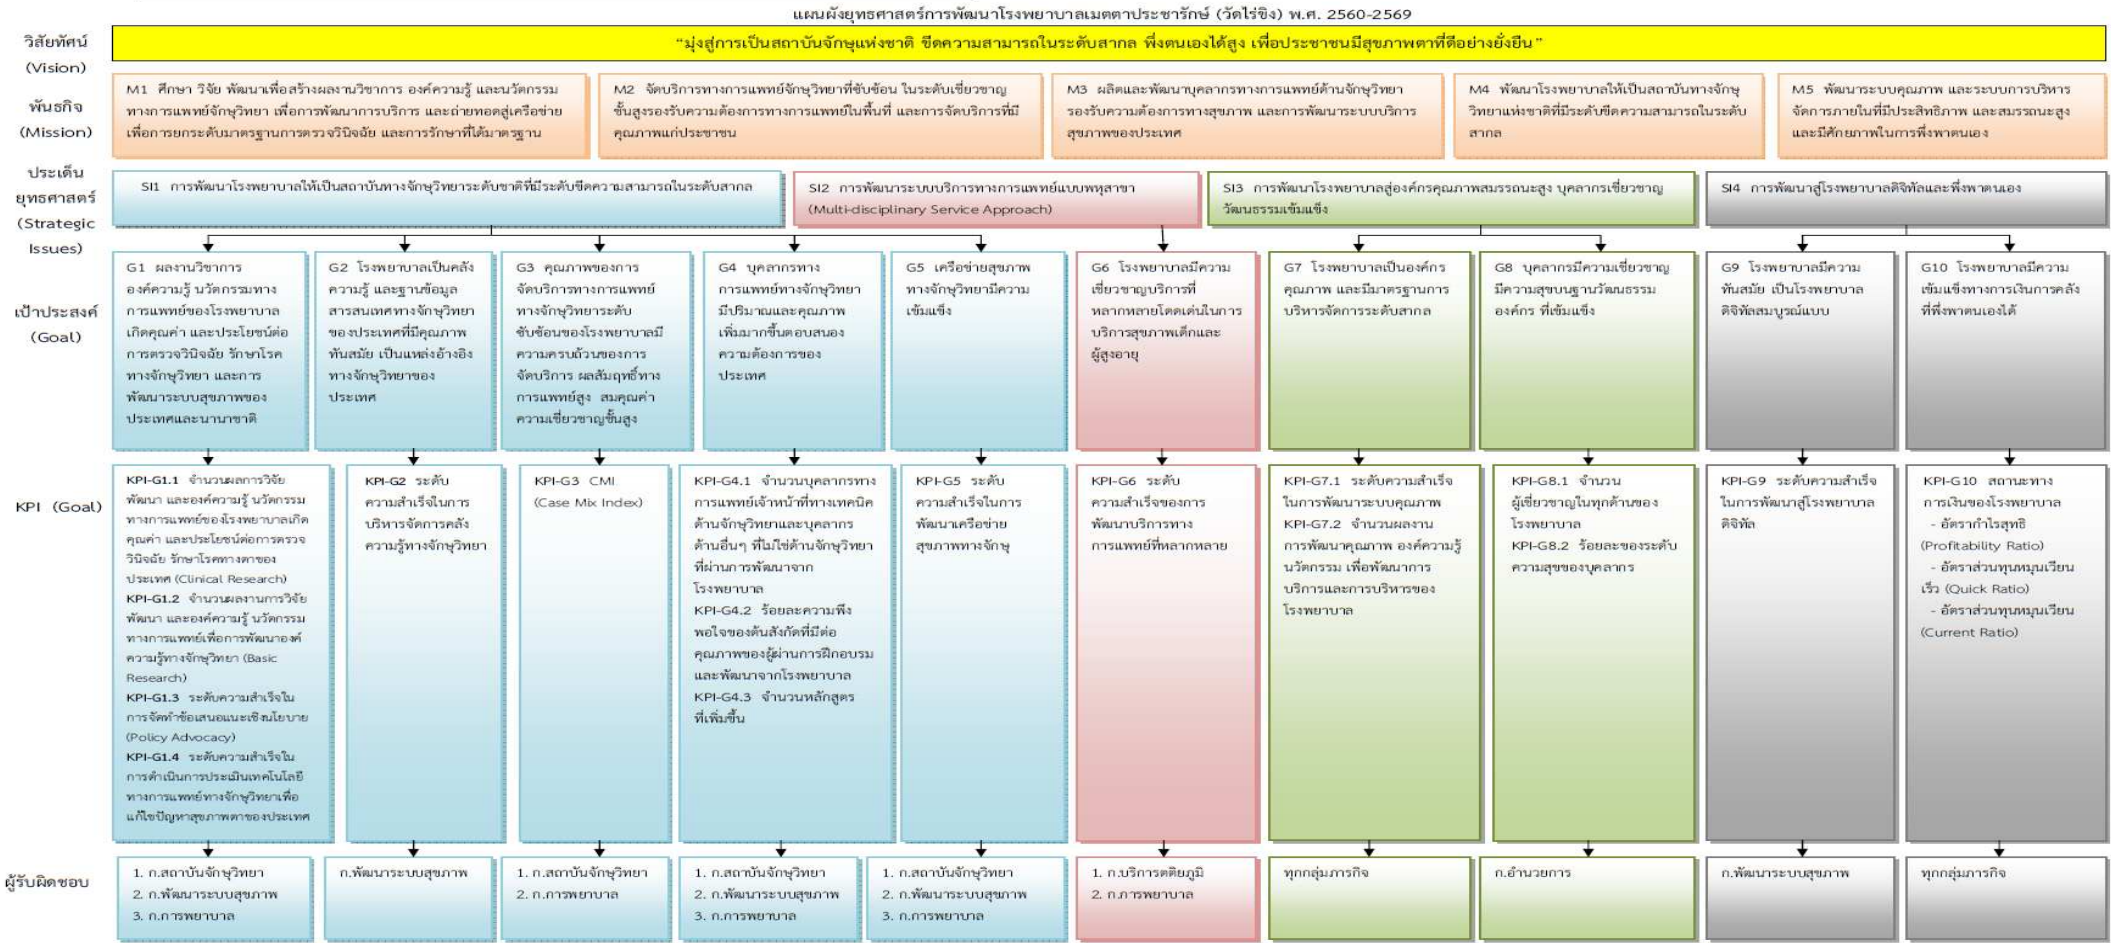 แผนผังยุทธศาสตร์การพัฒนาโรงพยาบาลเมตตาประชารักษ์ (วัดไร่ขิง) พ.ศ. 2560-2569
วิสัยทัศน์
(Vision)
“มุ่งสู่การเป็นสถาบันจักษุแห่งชาติ ขีดความสามารถในระดับสากล พึ่งตนเองได้สูง เพื่อประชาชนมีสุขภาพตาที่ดีอย่างยั่งยืน”
พันธกิจ
(Mission)
M1 ศึกษา วิจัย พัฒนาเพื่อสร้างผลงานวิชาการ องค์ความรู้ และนวัตกรรม
ทางการแพทย์จักษุวิทยา เพื่อการพัฒนาการบริการ และถ่ายทอดสู่เครือข่าย
เพื่อการยกระดับมาตรฐานการตรวจวินิจฉัย และการรักษาที่ได้มาตรฐาน
M2 จัดบริการทางการแพทย์จักษุวิทยาที่ซับซ้อน ในระดับเชี่ยวชาญ
ชั้นสูงรองรับความต้องการทางการแพทย์ในพื้นที่ และการจัดบริการที่มี
คุณภาพแก่ประชาชน
M3 ผลิตและพัฒนาบุคลากรทางการแพทย์ด้านจักษุวิทยา
รองรับความต้องการทางสุขภาพ และการพัฒนาระบบบริการ
สุขภาพของประเทศ
M4 พัฒนาโรงพยาบาลให้เป็นสถาบันทางจักษุ
วิทยาแห่งชาติที่มีระดับขีดความสามารถในระดับ
สากล
M5 พัฒนาระบบคุณภาพ และระบบการบริหาร
จัดการภายในที่มีประสิทธิภาพ และสมรรถนะสูง
และมีศักยภาพในการพึ่งพาตนเอง
ประเด็น
ยุทธศาสตร์
(Strategic
Issues)
SI1 การพัฒนาโรงพยาบาลให้เป็นสถาบันทางจักษุวิทยาระดับชาติที่มีระดับขีดความสามารถในระดับสากล
SI2 การพัฒนาระบบบริการทางการแพทย์แบบพหุสาขา
(Multi-disciplinary Service Approach)
SI3 การพัฒนาโรงพยาบาลสู่องค์กรคุณภาพสมรรถนะสูง บุคลากรเชี่ยวชาญ
วัฒนธรรมเข้มแข็ง
SI4 การพัฒนาสู่โรงพยาบาลดิจิทัลและพึ่งพาตนเอง
เป้าประสงค์
(Goal)
G1 ผลงานวิชาการ
องค์ความรู้ นวัตกรรมทาง
การแพทย์ของโรงพยาบาล
เกิดคุณค่า และประโยชน์ต่อ
การตรวจวินิจฉัย รักษาโรค
ทางจักษุวิทยา และการ
พัฒนาระบบสุขภาพของ
ประเทศและนานาชาติ
G2 โรงพยาบาลเป็นคลัง
ความรู้ และฐานข้อมูล
สารสนเทศทางจักษุวิทยา
ของประเทศที่มีคุณภาพ
ทันสมัย เป็นแหล่งอ้างอิง
ทางจักษุวิทยาของ
ประเทศ
G3 คุณภาพของการ
จัดบริการทางการแพทย์
ทางจักษุวิทยาระดับ
ซับซ้อนของโรงพยาบาลมี
ความครบถ้วนของการ
จัดบริการ ผลสัมฤทธิ์ทาง
การแพทย์สูง สมคุณค่า
ความเชี่ยวชาญชั้นสูง
G4 บุคลากรทาง
การแพทย์ทางจักษุวิทยา
มีปริมาณและคุณภาพ
เพิ่มมากขึ้นตอบสนอง
ความต้องการของ
ประเทศ
G5 เครือข่ายสุขภาพ
ทางจักษุวิทยามีความ
เข้มแข็ง
G6 โรงพยาบาลมีความ
เชี่ยวชาญบริการที่
หลากหลายโดดเด่นในการ
บริการสุขภาพเด็กและ
ผู้สูงอายุ
G7 โรงพยาบาลเป็นองค์กร
คุณภาพ และมีมาตรฐานการ
บริหารจัดการระดับสากล
G8 บุคลากรมีความเชี่ยวชาญ
มีความสุขบนฐานวัฒนธรรม
องค์กร ที่เข้มแข็ง
G9 โรงพยาบาลมีความ
ทันสมัย เป็นโรงพยาบาล
ดิจิทัลสมบูรณ์แบบ
G10 โรงพยาบาลมีความ
เข้มแข็งทางการเงินการคลัง
ที่พึ่งพาตนเองได้
KPI (Goal)
KPI-G1.1 จำนวนผลการวิจัย
พัฒนา และองค์ความรู้ นวัตกรรม
ทางการแพทย์ของโรงพยาบาลเกิด
คุณค่า และประโยชน์ต่อการตรวจ
วินิจฉัย รักษาโรคทางตาของ
ประเทศ (Clinical Research)
KPI-G1.2 จำนวนผลงานการวิจัย
พัฒนา และองค์ความรู้ นวัตกรรม
ทางการแพทย์เพื่อการพัฒนาองค์
ความรู้ทางจักษุวิทยา (Basic
Research)
KPI-G1.3 ระดับความสำเร็จใน
การจัดทำข้อเสนอแนะเชิงนโยบาย
(Policy Advocacy)
KPI-G1.4 ระดับความสำเร็จใน
การดำเนินการประเมินเทคโนโลยี
ทางการแพทย์ทางจักษุวิทยาเพื่อ
แก้ไขปัญหาสุขภาพตาของประเทศ
KPI-G2 ระดับ
ความสำเร็จในการ
บริหารจัดการคลัง
ความรู้ทางจักษุวิทยา
KPI-G3 CMI
(Case Mix Index)
KPI-G4.1 จำนวนบุคลากรทาง
การแพทย์เจ้าหน้าที่ทางเทคนิค
ด้านจักษุวิทยาและบุคลากร
ด้านอื่นๆ ที่ไม่ใช่ด้านจักษุวิทยา
ที่ผ่านการพัฒนาจาก
โรงพยาบาล
KPI-G4.2 ร้อยละความพึง
พอใจของต้นสังกัดที่มีต่อ
คุณภาพของผู้ผ่านการฝึกอบรม
และพัฒนาจากโรงพยาบาล
KPI-G4.3 จำนวนหลักสูตร
ที่เพิ่มขึ้น
KPI-G5 ระดับ
ความสำเร็จในการ
พัฒนาเครือข่าย
สุขภาพทางจักษุ
KPI-G6 ระดับ
ความสำเร็จของการ
พัฒนาบริการทาง
การแพทย์ที่หลากหลาย
KPI-G7.1 ระดับความสำเร็จ
ในการพัฒนาระบบคุณภาพ
KPI-G7.2 จำนวนผลงาน
การพัฒนาคุณภาพ องค์ความรู้
นวัตกรรม เพื่อพัฒนาการ
บริการและการบริหารของ
โรงพยาบาล
KPI-G8.1 จำนวน
ผู้เชี่ยวชาญในทุกด้านของ
โรงพยาบาล
KPI-G8.2 ร้อยละของระดับ
ความสุขของบุคลากร
KPI-G9 ระดับความสำเร็จ
ในการพัฒนาสู่โรงพยาบาล
ดิจิทัล
KPI-G10 สถานะทาง
การเงินของโรงพยาบาล
- อัตรากำไรสุทธิ
(Profitability Ratio)
- อัตราส่วนทุนหมุนเวียน
เร็ว (Quick Ratio)
- อัตราส่วนทุนหมุนเวียน
(Current Ratio)
ผู้รับผิดชอบ
1. ก.สถาบันจักษุวิทยา
2. ก.พัฒนาระบบสุขภาพ
3. ก.การพยาบาล
ก.พัฒนาระบบสุขภาพ
1. ก.สถาบันจักษุวิทยา
2. ก.การพยาบาล
1. ก.สถาบันจักษุวิทยา
2. ก.พัฒนาระบบสุขภาพ
3. ก.การพยาบาล
1. ก.สถาบันจักษุวิทยา
2. ก.พัฒนาระบบสุขภาพ
3. ก.การพยาบาล
1. ก.บริการตติยภูมิ
2. ก.การพยาบาล
ทุกกลุ่มภารกิจ
ก.อำนวยการ
ก.พัฒนาระบบสุขภาพ
ทุกกลุ่มภารกิจ